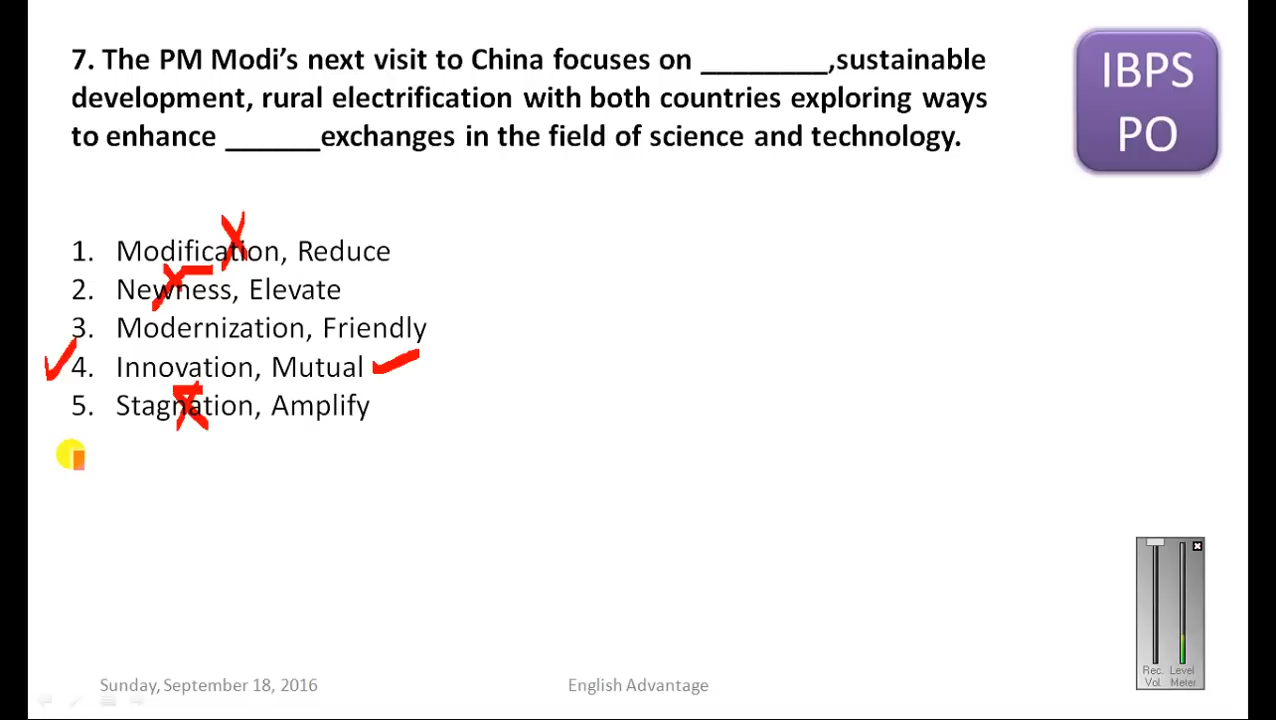 7. The PM Modi’s next visit to China focuses on _________,sustainable
development, rural electrification with both countries exploring ways
to enhance ______exchanges in the field of science and technology.
IBPS
PO
1. Modification, Reduce
2. Newness, Elevate
3. Modernization, Friendly
4. Innovation, Mutual
5. Stagnation, Amplify
Rec. Level
Vol. Meter
Sunday, September 18, 2016
English Advantage